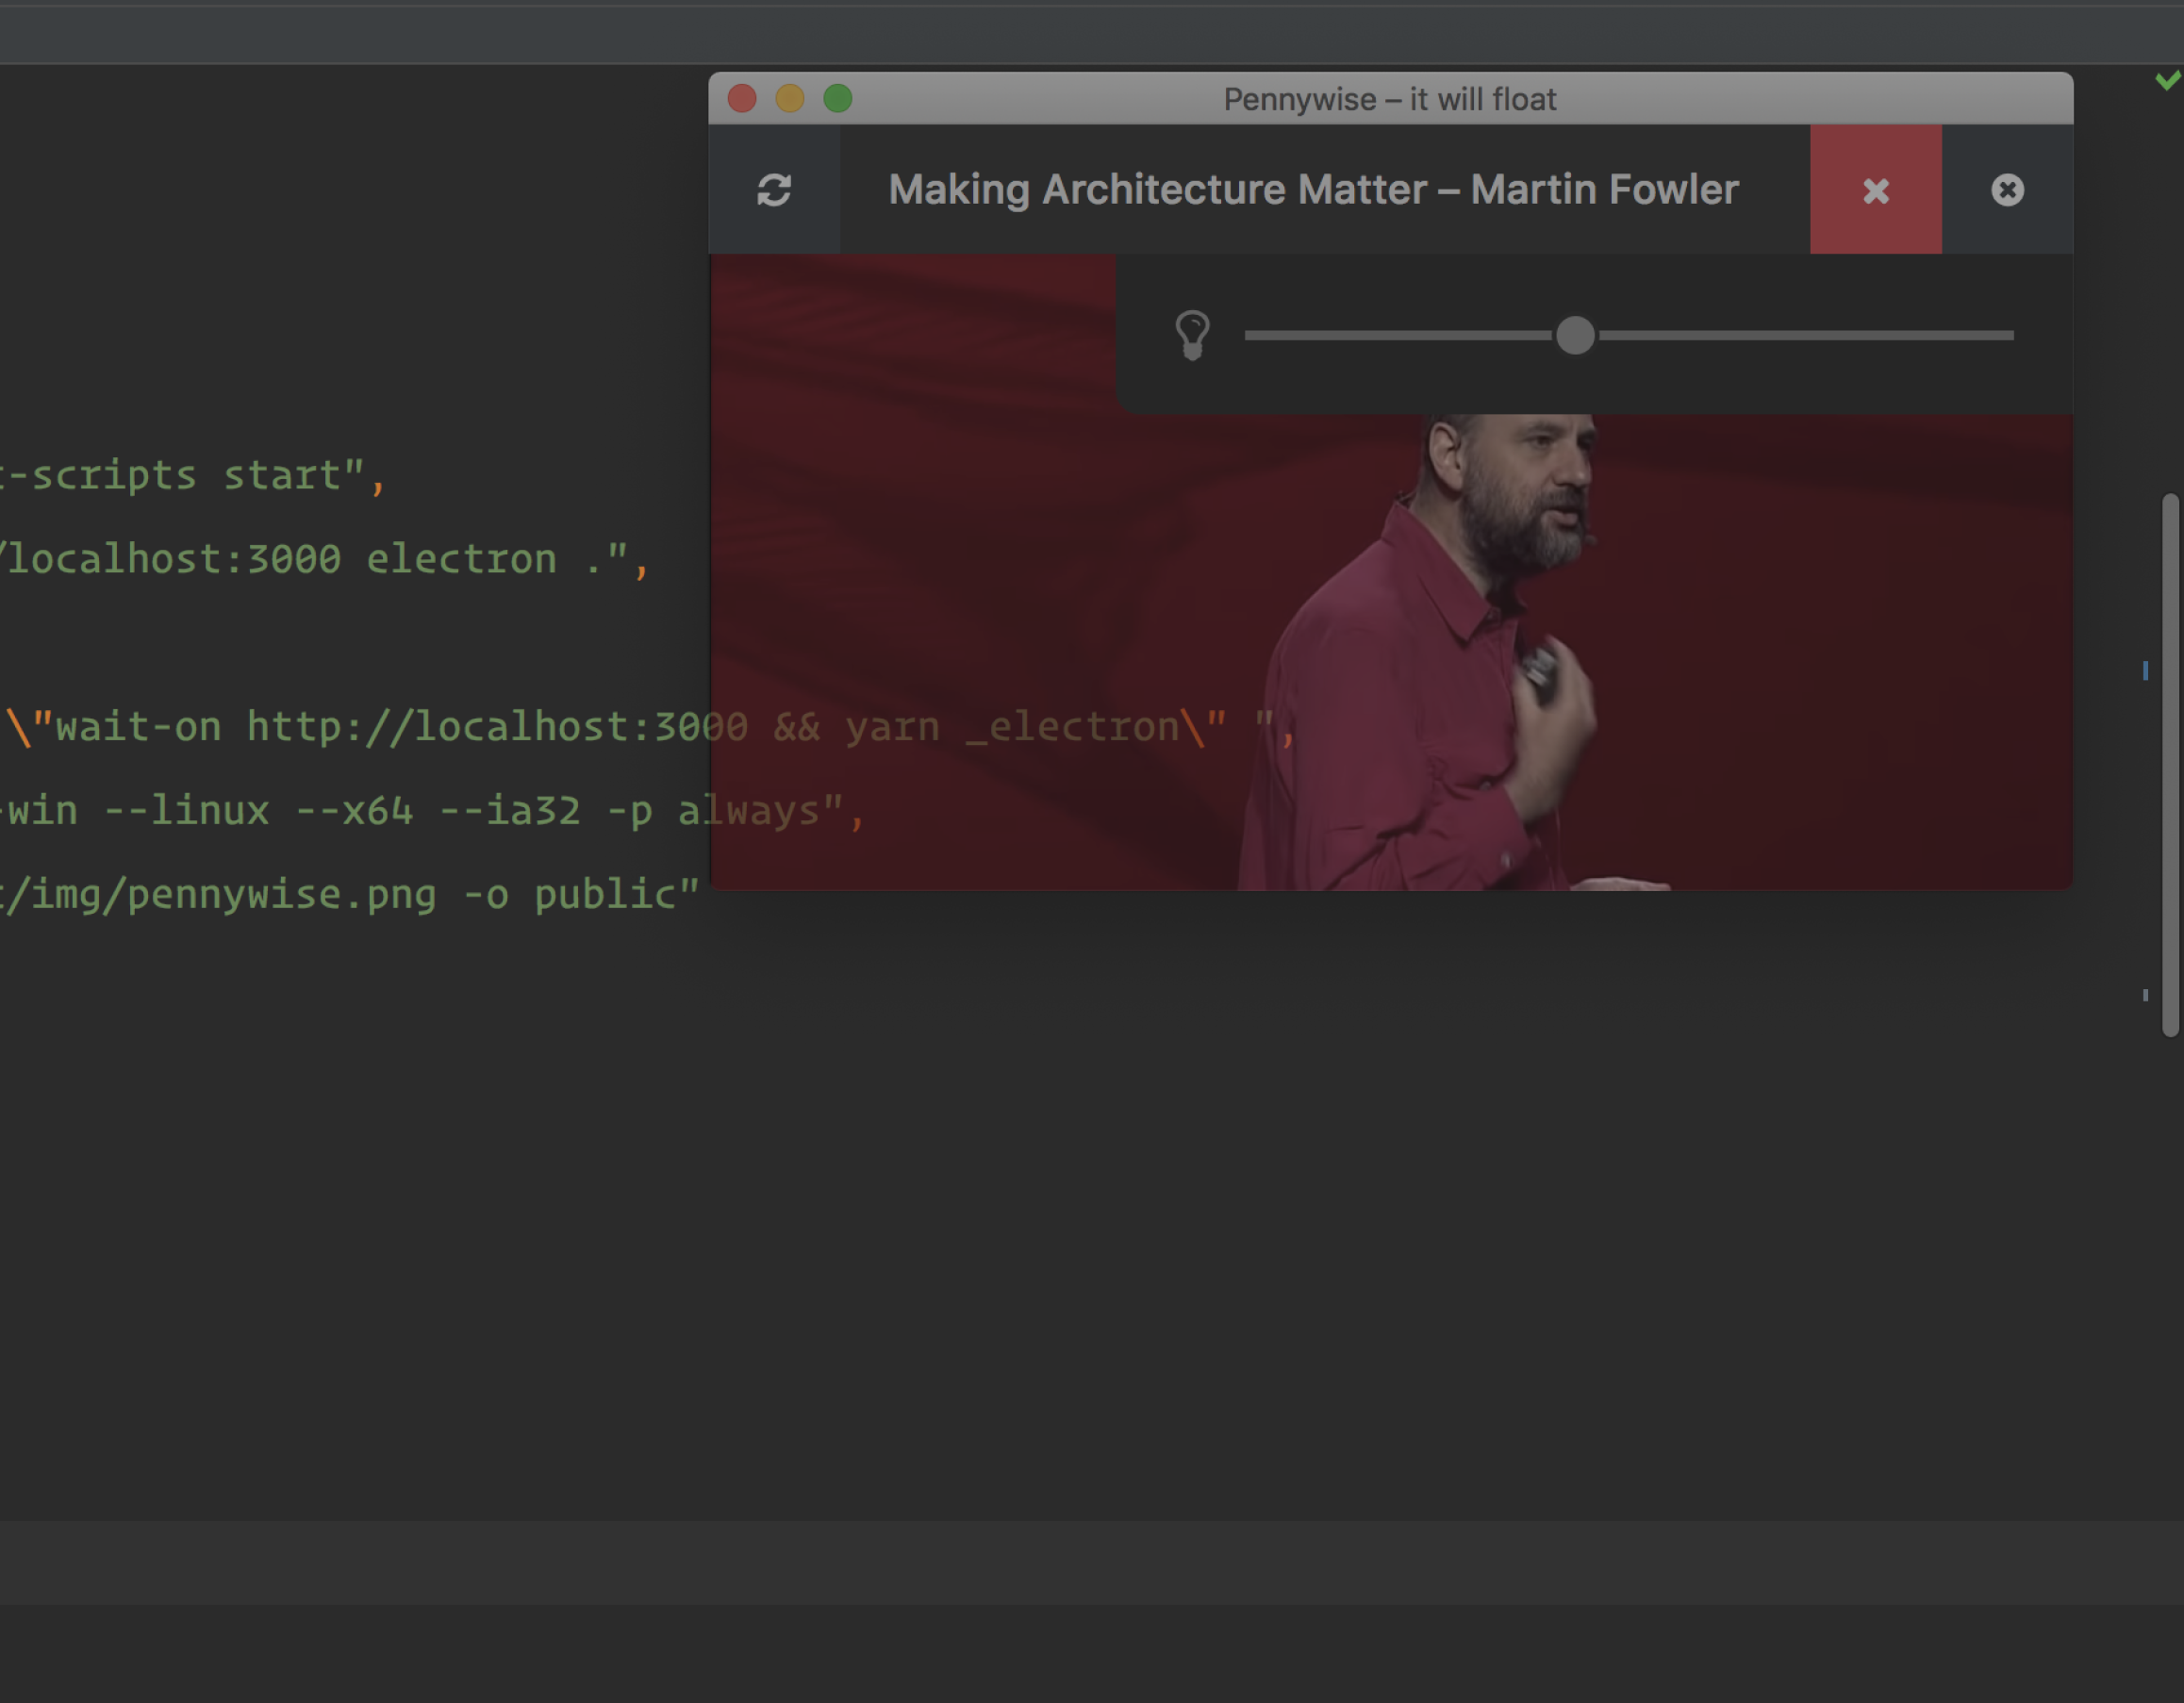 Pennywise – it will float
Making Architecture Matter – Martin Fowler
-scripts start",
/localhost:3000 electron .",
\"wait-on http://localhost:3000 && yarn _electron\" ",
-win --linux --x64 --ia32 -p always",
/img/pennywise.png -o public"